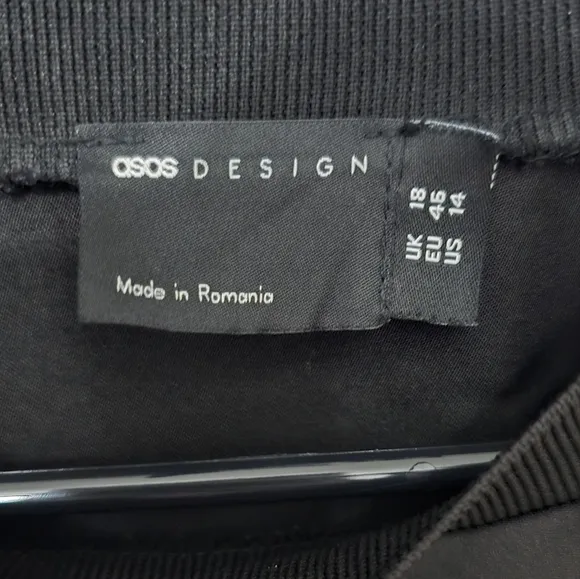 asos DESIGN
Made in Romania
UK 18
EU 46
US 14